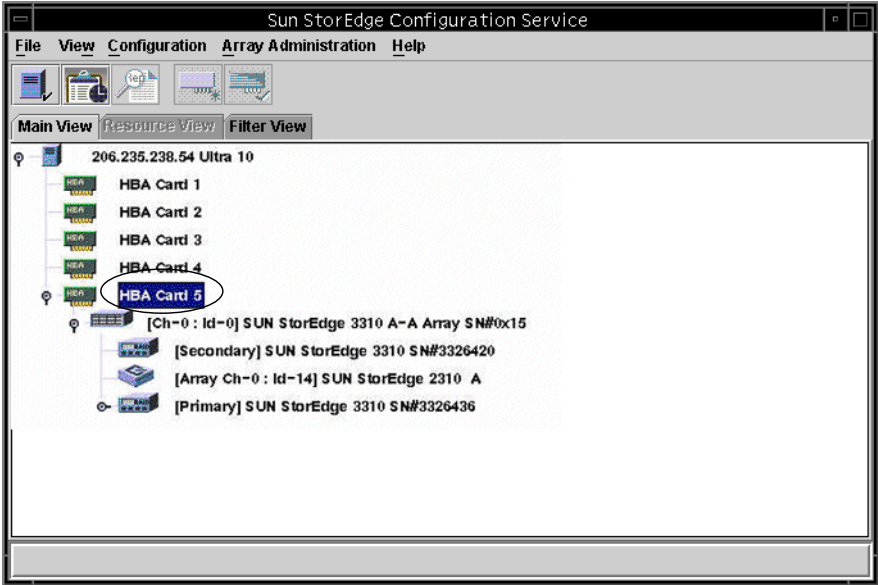 Sun StorEdge Configuration Service
File View Configuration Array Administration Help
Main View Resource View Filter View
206.235.238.54 Ultra 10
HBA Card 1
HBA Card 2
HBA Card 3
HBA Card 4
HBA Card 5
[Ch-0 : Id-0] SUN StorEdge 3310 A-A Array SN#0x15
[Secondary] SUN StorEdge 3310 SN#3326420
[Array Ch-0 : Id-14] SUN StorEdge 2310 A
[Primary] SUN StorEdge 3310 SN#3326436